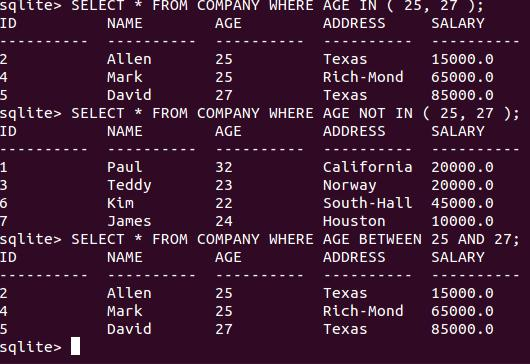 sqlite> SELECT * FROM COMPANY WHERE AGE IN ( 25, 27 );
ID          NAME        AGE         ADDRESS     SALARY
----------  ----------  ----------  ----------  ----------
2           Allen       25          Texas       15000.0
4           Mark        25          Rich-Mond   65000.0
5           David       27          Texas       85000.0
sqlite> SELECT * FROM COMPANY WHERE AGE NOT IN ( 25, 27 );
ID          NAME        AGE         ADDRESS     SALARY
----------  ----------  ----------  ----------  ----------
1           Paul        32          California  20000.0
3           Teddy       23          Norway      20000.0
6           Kim         22          South-Hall  45000.0
7           James       24          Houston     10000.0
sqlite> SELECT * FROM COMPANY WHERE AGE BETWEEN 25 AND 27;
ID          NAME        AGE         ADDRESS     SALARY
----------  ----------  ----------  ----------  ----------
2           Allen       25          Texas       15000.0
4           Mark        25          Rich-Mond   65000.0
5           David       27          Texas       85000.0
sqlite>